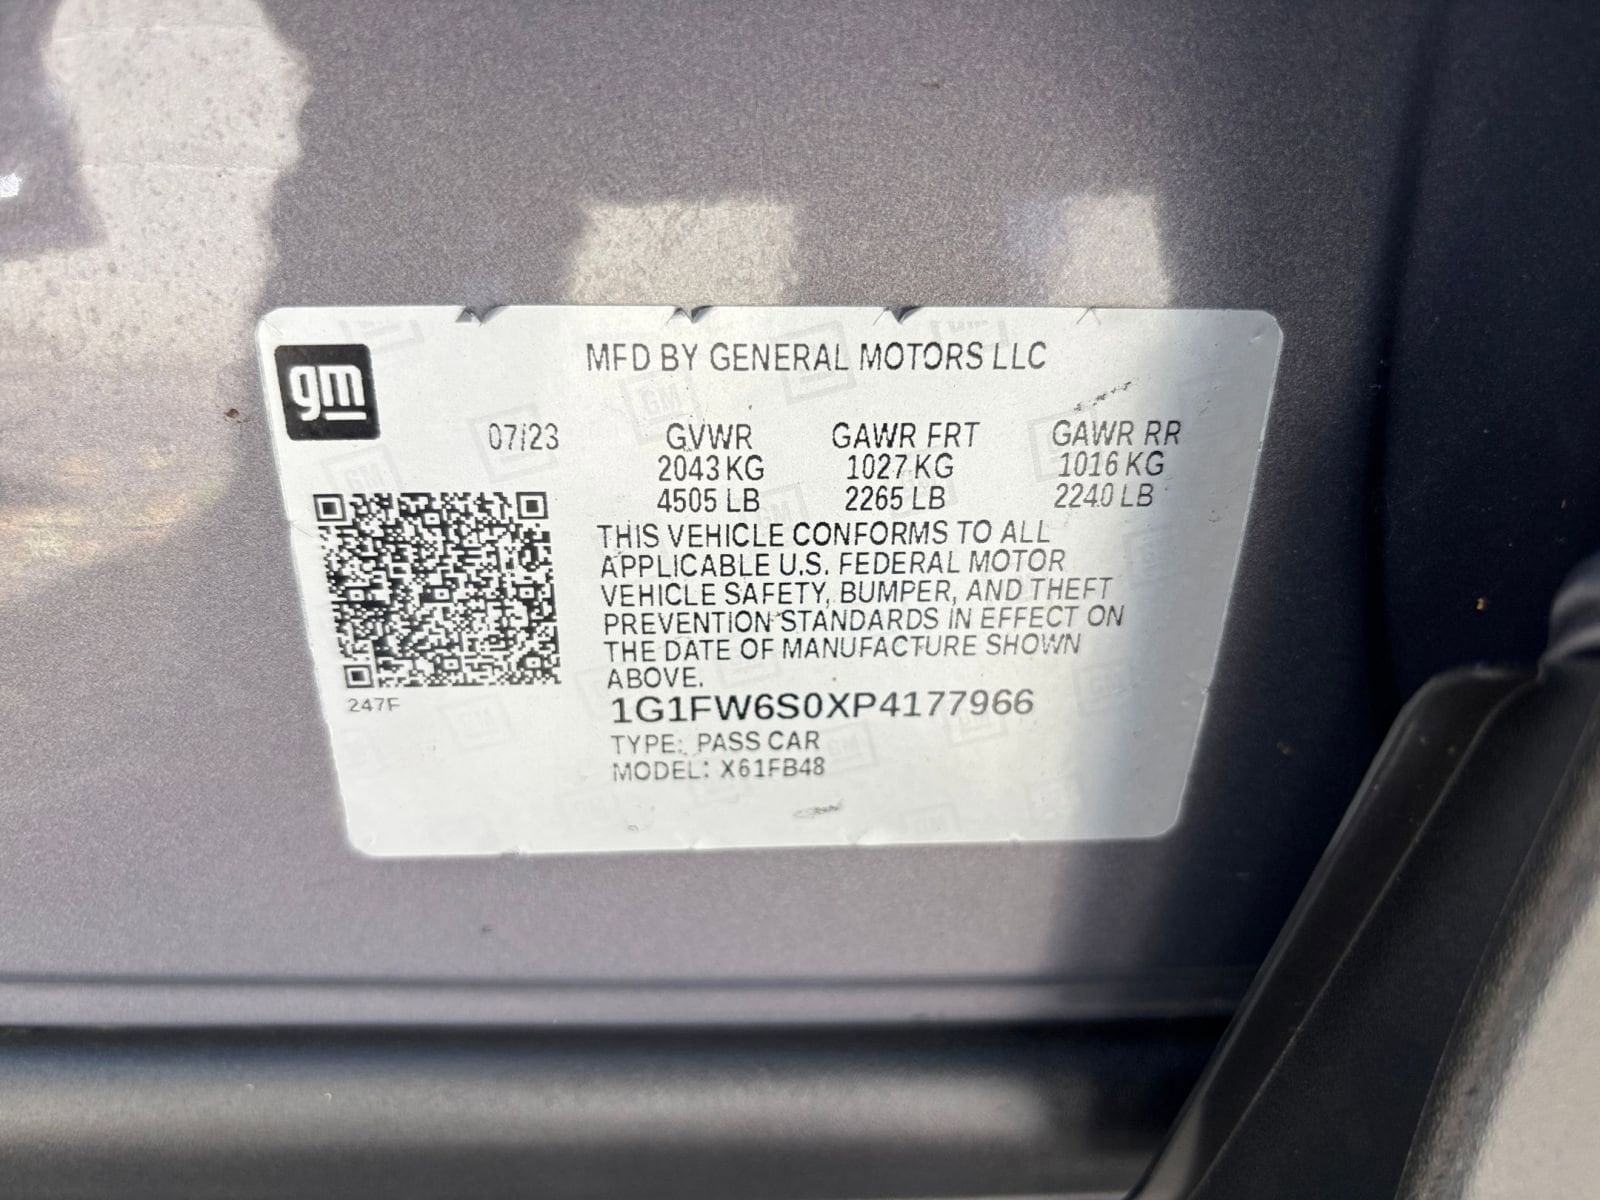 gm
MFD BY GENERAL MOTORS LLC
07/23 GVWR GAWR FRT GAWR RR
2043 KG 1027 KG 1016 KG
4505 LB 2265 LB 2240 LB
THIS VEHICLE CONFORMS TO ALL
APPLICABLE U.S. FEDERAL MOTOR
VEHICLE SAFETY, BUMPER, AND THEFT
PREVENTION STANDARDS IN EFFECT ON
THE DATE OF MANUFACTURE SHOWN
ABOVE.
247F
1G1FW6S0XP4177966
TYPE: PASS CAR
MODEL: X61FB48